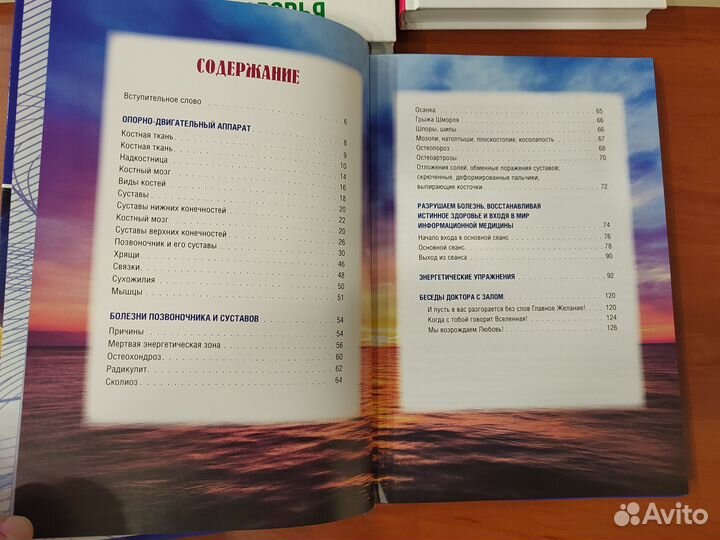 СОДЕРЖАНИЕ
Вступительное слово 6
ОПОРНО-ДВИГАТЕЛЬНЫЙ АППАРАТ 8
Костная ткань 9
Костная ткань 10
Надкостница 14
Костный мозг 16
Виды костей 18
Суставы 20
Суставы нижних конечностей 20
Костный мозг 22
Суставы верхних конечностей 26
Позвоночник и его суставы 30
Хрящи 46
Связки 48
Сухожилия 50
Мышцы 51
БОЛЕЗНИ ПОЗВОНОЧНИКА И СУСТАВОВ 54
Причины 54
Мертвая энергетическая зона 56
Остеохондроз 60
Радикулит 62
Сколиоз 64
Осанка 65
Грыжа Шморля 66
Шпоры, шипы 66
Мозоли, натоптыши, плоскостопие, косолапость 67
Остеопороз 68
Остеоартрозы 70
Отложения солей, обменные поражения суставов;
скрюченные, деформированные пальчики,
выпирающие косточки 72
РАЗРУШАЕМ БОЛЕЗНЬ, ВОССТАНАВЛИВАЯ
ИСТИННОЕ ЗДОРОВЬЕ И ВХОДЯ В МИР
ИНФОРМАЦИОННОЙ МЕДИЦИНЫ 74
Начало входа в основной сеанс 76
Основной сеанс 78
Выход из сеанса 90
ЭНЕРГЕТИЧЕСКИЕ УПРАЖНЕНИЯ 92
БЕСЕДЫ ДОКТОРА С ЗАЛОМ 120
И пусть в вас разгорается без слов Главное Желание! 120
Когда с тобой говорит Вселенная! 124
Мы возрождаем Любовь! 126
Avito